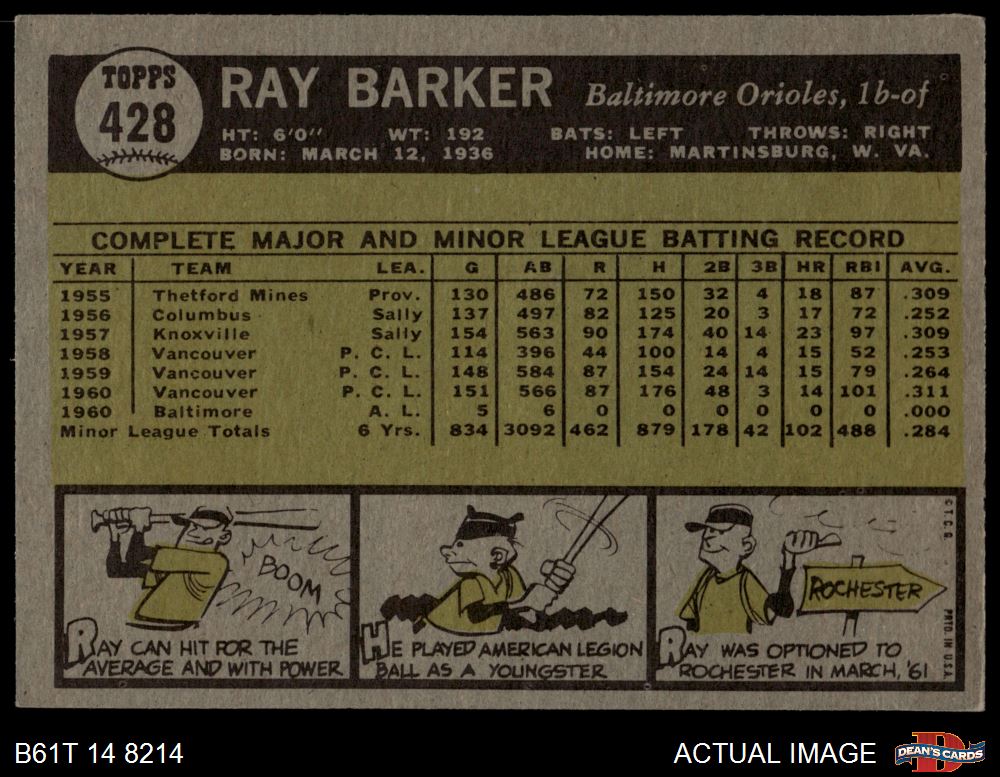 TOPPS
428
RAY BARKER Baltimore Orioles, 1b-of
HT: 6'0" WT: 192 BATS: LEFT THROWS: RIGHT
BORN: MARCH 12, 1936 HOME: MARTINSBURG, W. VA.
COMPLETE MAJOR AND MINOR LEAGUE BATTING RECORD
YEAR TEAM LEA. G AB R H 2B 3B HR RBI AVG.
1955 Thetford Mines Prov. 130 486 72 150 32 4 18 87 .309
1956 Columbus Sally 137 497 82 125 20 3 17 72 .252
1957 Knoxville Sally 154 563 90 174 40 14 23 97 .309
1958 Vancouver P. C. L. 114 396 44 100 14 4 15 52 .253
1959 Vancouver P. C. L. 148 584 87 154 24 14 15 79 .264
1960 Vancouver P. C. L. 151 566 87 176 48 3 14 101 .311
1960 Baltimore A. L. 5 6 0 0 0 0 0 0 .000
Minor League Totals 6 Yrs. 834 3092 462 879 178 42 102 488 .284
BOOM
RAY CAN HIT FOR THE
AVERAGE AND WITH POWER
HE PLAYED AMERICAN LEGION
BALL AS A YOUNGSTER
ROCHESTER
RAY WAS OPTIONED TO
ROCHESTER IN MARCH, '61
©T.C.G.
PRTD. IN U.S.A.
B61T 14 8214
ACTUAL IMAGE
D
DEAN'S CARDS